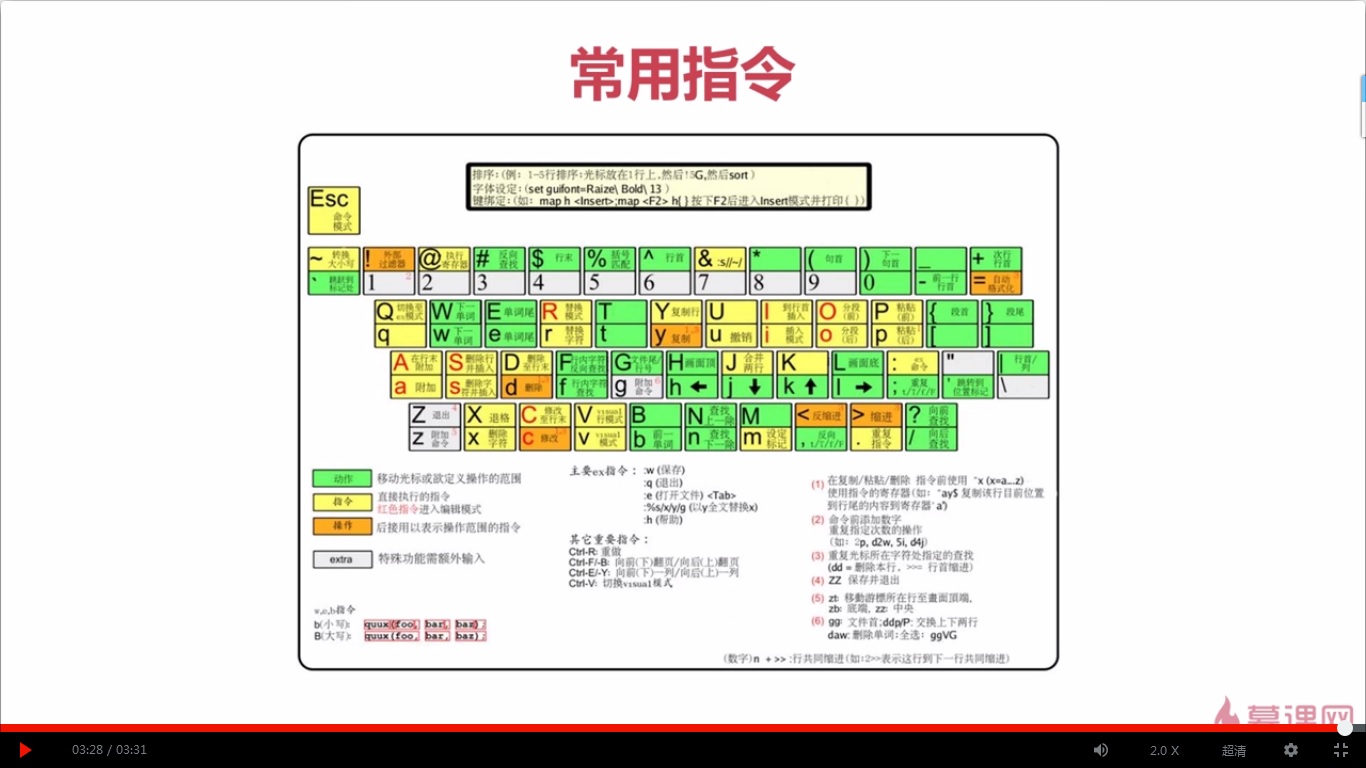 常用指令
排序:(例: 1-5行排序:光标放在1行上,然后!5G,然后sort )
字体设定:(set guifont=Raize\ Bold\ 13 )
键绑定:(如: map h <Insert>;map <F2> h{ } 按下F2后进入Insert模式并打印{ })
Esc 命令模式
~ 转换大小写 ! 外部过滤器 @ 执行寄存器 # 反向查找 $ 行末 % 括号匹配 ^ 行首 & :s//~/ * ( 句首 ) 下一句首 _ + 次行行首
` 跳跃到标记处 1 2 2 3 4 5 6 7 8 9 0 - 前一行行首 = 自动格式化 3
Q 切换至ex模式 W 下一单词 E 单词尾 R 替换模式 T Y 复制行 U I 到行首插入 O 分段(前) P 粘贴(前) { 段首 } 段尾
q w 下一单词 e 单词尾 r 替换字符 t y 复制 1,3 u 撤销 i 插入模式 o 分段(后) p 粘贴(后) 1 [ ]
A 在行末附加 S 删除行并插入 D 删除至行末 F 行内字符反向查找 G 文件尾/行号 H 画面顶 J 合并两行 K L 画面底 : ex命令 " | 行首/列
a 附加 s 删除字符并插入 d 删除 1,3 f 行内字符查找 g 附加命令 6 h ← j ↓ k ↑ l → ; 重复t/T/f/F ' 跳转到位置标记 \
Z 退出 4 X 退格 C 修改至行末 V visual行模式 B N 查找上一处 M < 反缩进 3 > 缩进 3 ? 向前查找
z 附加命令 5 x 删除字符 c 修改 1,3 v visual模式 b 前一单词 n 查找下一处 m 设定标记 , 反向t/T/f/F . 重复指令 / 向后查找
动作 移动光标或欲定义操作的范围
指令 直接执行的指令
红色指令进入编辑模式
操作 后接用以表示操作范围的指令
extra 特殊功能需额外输入
w,e,b指令
b(小写): quux(foo, bar, baz);
B(大写): quux(foo, bar, baz);
主要ex指令: :w (保存)
:q (退出)
:e (打开文件) <Tab>
:%s/x/y/g (以y全文替换x)
:h (帮助)
其它重要指令:
Ctrl-R: 重做
Ctrl-F/-B: 向前(下)翻页/向后(上)翻页
Ctrl-E/-Y: 向前(下)一列/向后(上)一列
Ctrl-V: 切换visual模式
(1) 在复制/粘贴/删除 指令前使用 "x (x=a...z)
使用指令的寄存器(如: "ay$ 复制该行目前位置
到行尾的内容到寄存器 'a')
(2) 命令前添加数字
重复指定次数的操作
(如: 2p, d2w, 5i, d4j)
(3) 重复光标所在字符处指定的查找
(dd = 删除本行, >>= 行首缩进)
(4) ZZ 保存并退出
(5) zt: 移動游標所在行至畫面頂端,
zb: 底端, zz: 中央
(6) gg: 文件首;ddp/P: 交换上下两行
daw: 删除单词;全选: ggVG
(数字)n + >> :行共同缩进(如:2>>表示这行到下一行共同缩进)
慕课网
03:28 / 03:31
2.0 X
超清